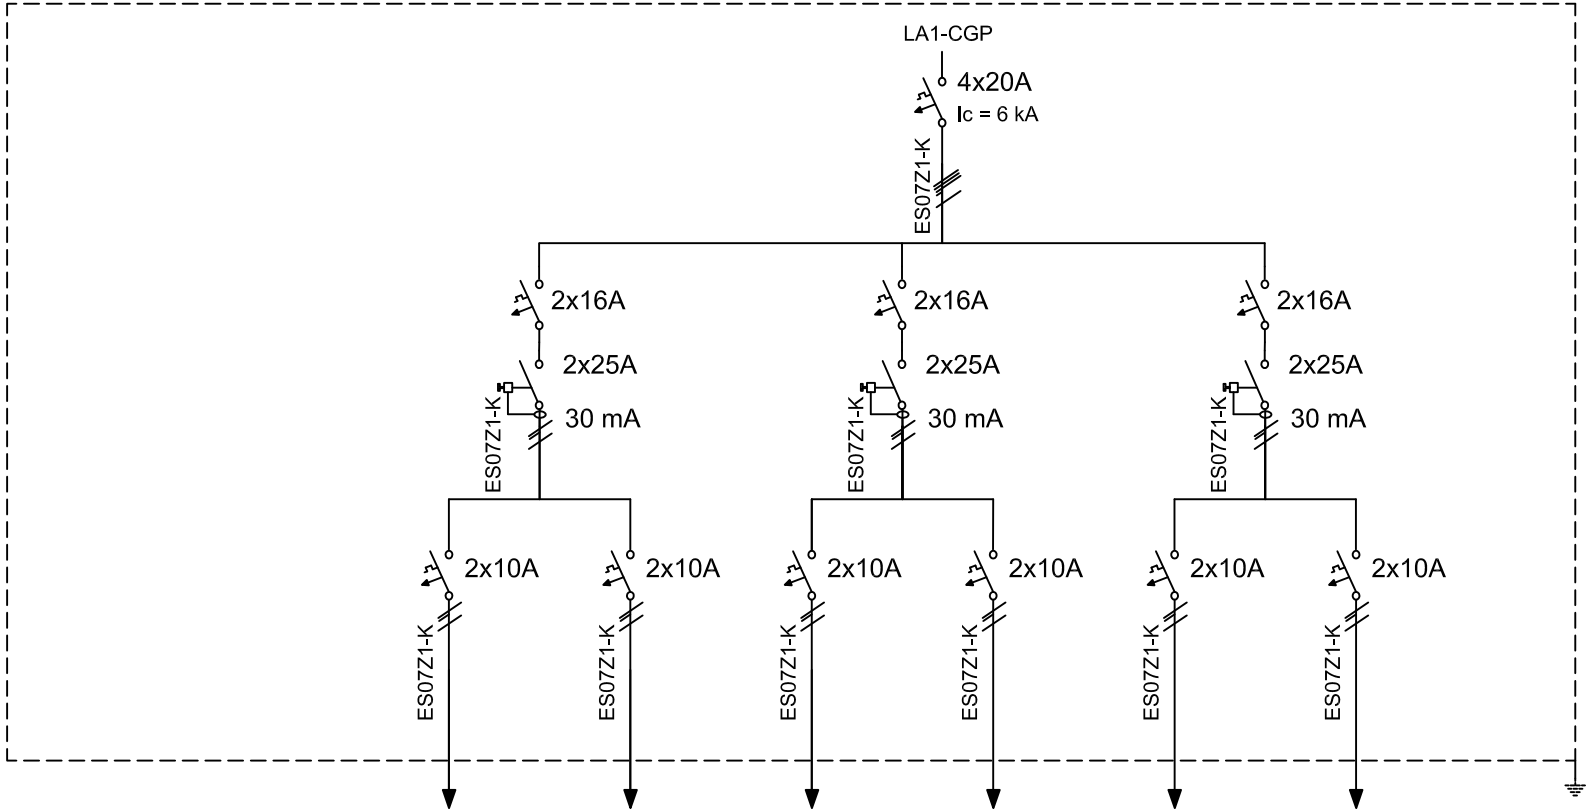 LA1-CGP
4x20A
Ic = 6 kA
ES07Z1-K
2x16A
2x16A
2x16A
2x25A
2x25A
2x25A
30 mA
30 mA
30 mA
ES07Z1-K
ES07Z1-K
ES07Z1-K
2x10A
2x10A
2x10A
2x10A
2x10A
2x10A
ES07Z1-K
ES07Z1-K
ES07Z1-K
ES07Z1-K
ES07Z1-K
ES07Z1-K